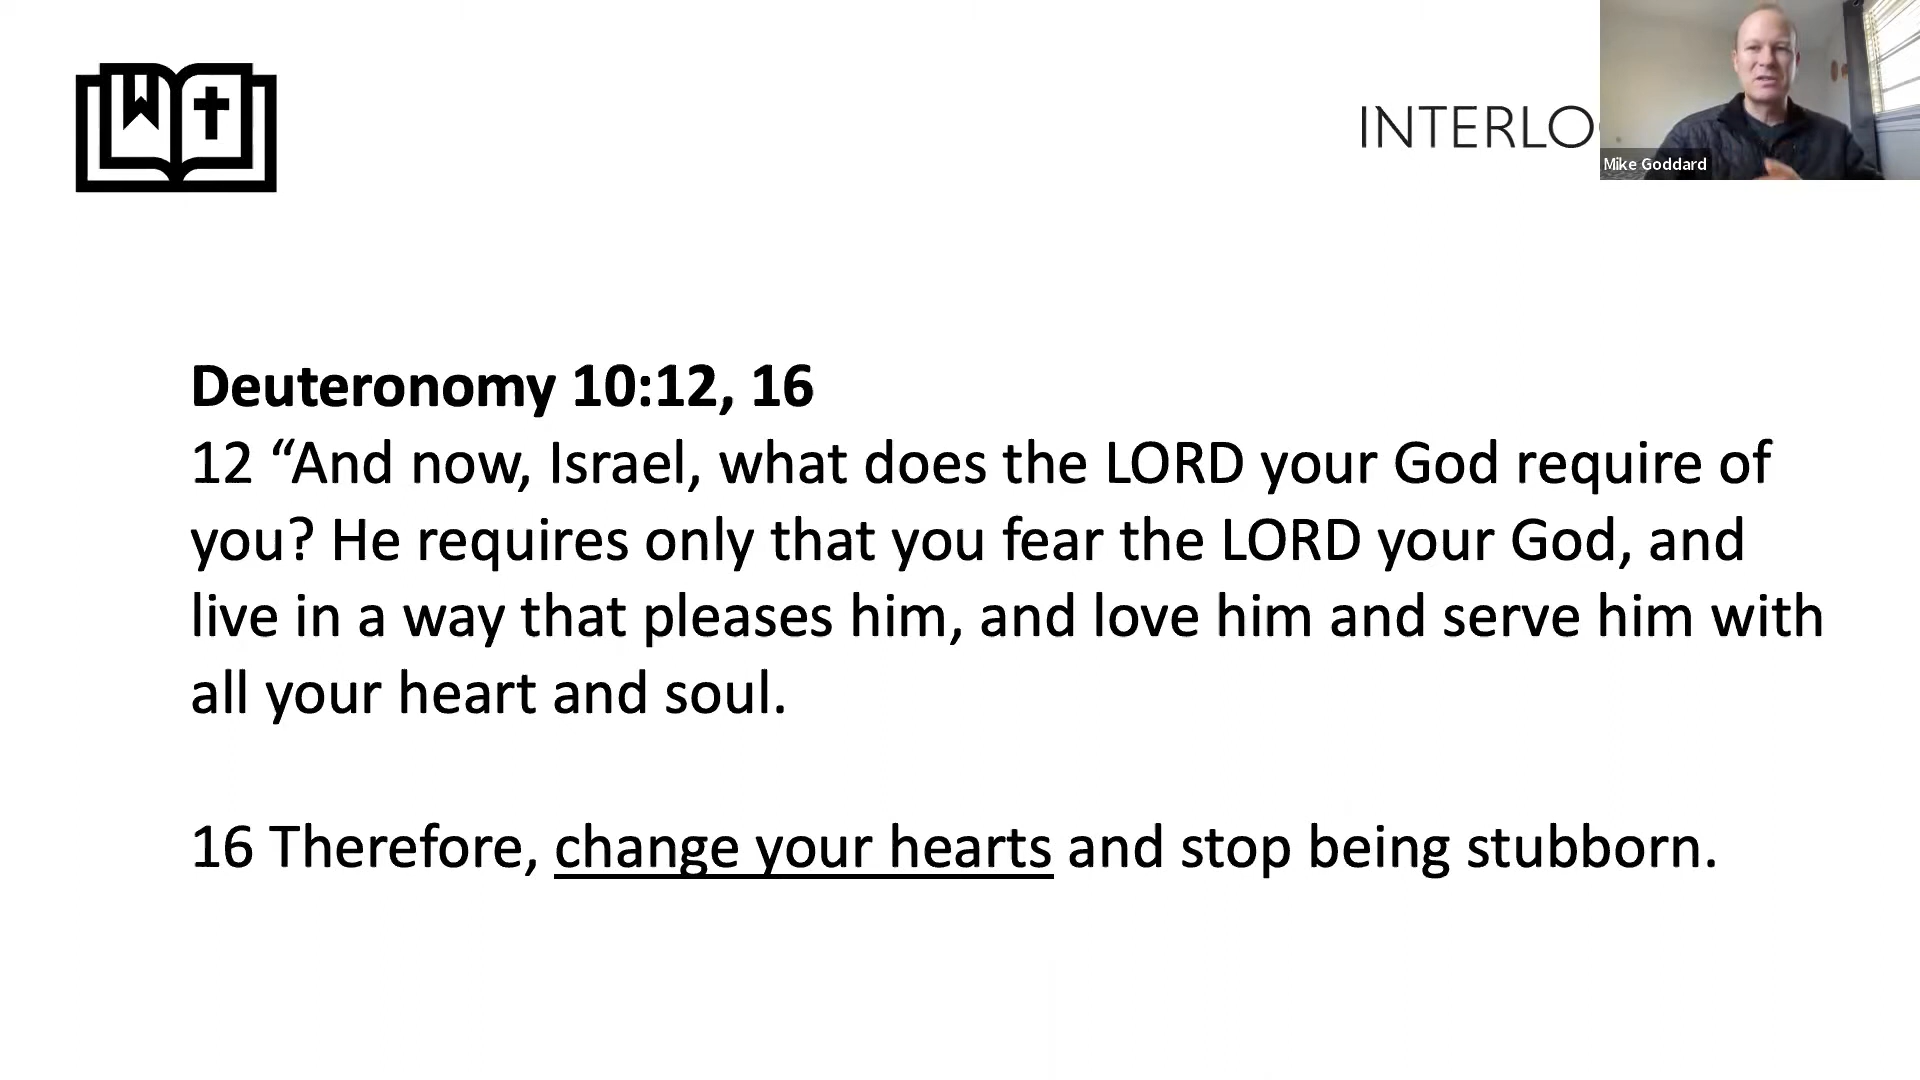 INTERLO
Mike Goddard
Deuteronomy 10:12, 16
12 “And now, Israel, what does the LORD your God require of
you? He requires only that you fear the LORD your God, and
live in a way that pleases him, and love him and serve him with
all your heart and soul.
16 Therefore, change your hearts and stop being stubborn.